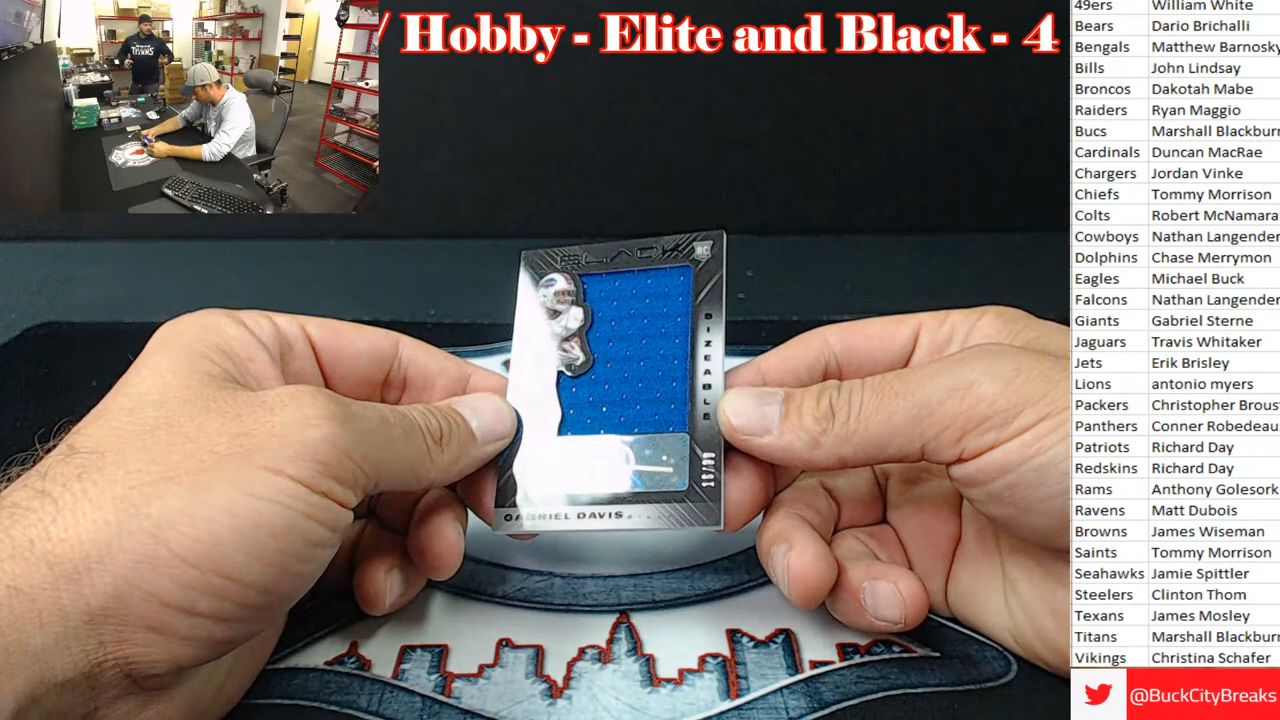 / Hobby - Elite and Black - 4
49ers William White
Bears Dario Brichalli
Bengals Matthew Barnosky
Bills John Lindsay
Broncos Dakotah Mabe
Raiders Ryan Maggio
Bucs Marshall Blackburn
Cardinals Duncan MacRae
Chargers Jordan Vinke
Chiefs Tommy Morrison
Colts Robert McNamara
Cowboys Nathan Langender
Dolphins Chase Merrymon
Eagles Michael Buck
Falcons Nathan Langender
Giants Gabriel Sterne
Jaguars Travis Whitaker
Jets Erik Brisley
Lions antonio myers
Packers Christopher Brous
Panthers Conner Robedeau
Patriots Richard Day
Redskins Richard Day
Rams Anthony Golesork
Ravens Matt Dubois
Browns James Wiseman
Saints Tommy Morrison
Seahawks Jamie Spittler
Steelers Clinton Thom
Texans James Mosley
Titans Marshall Blackburn
Vikings Christina Schafer
@BuckCityBreaks
BLACK
RC
SIZEABLE
GABRIEL DAVIS
TITANS